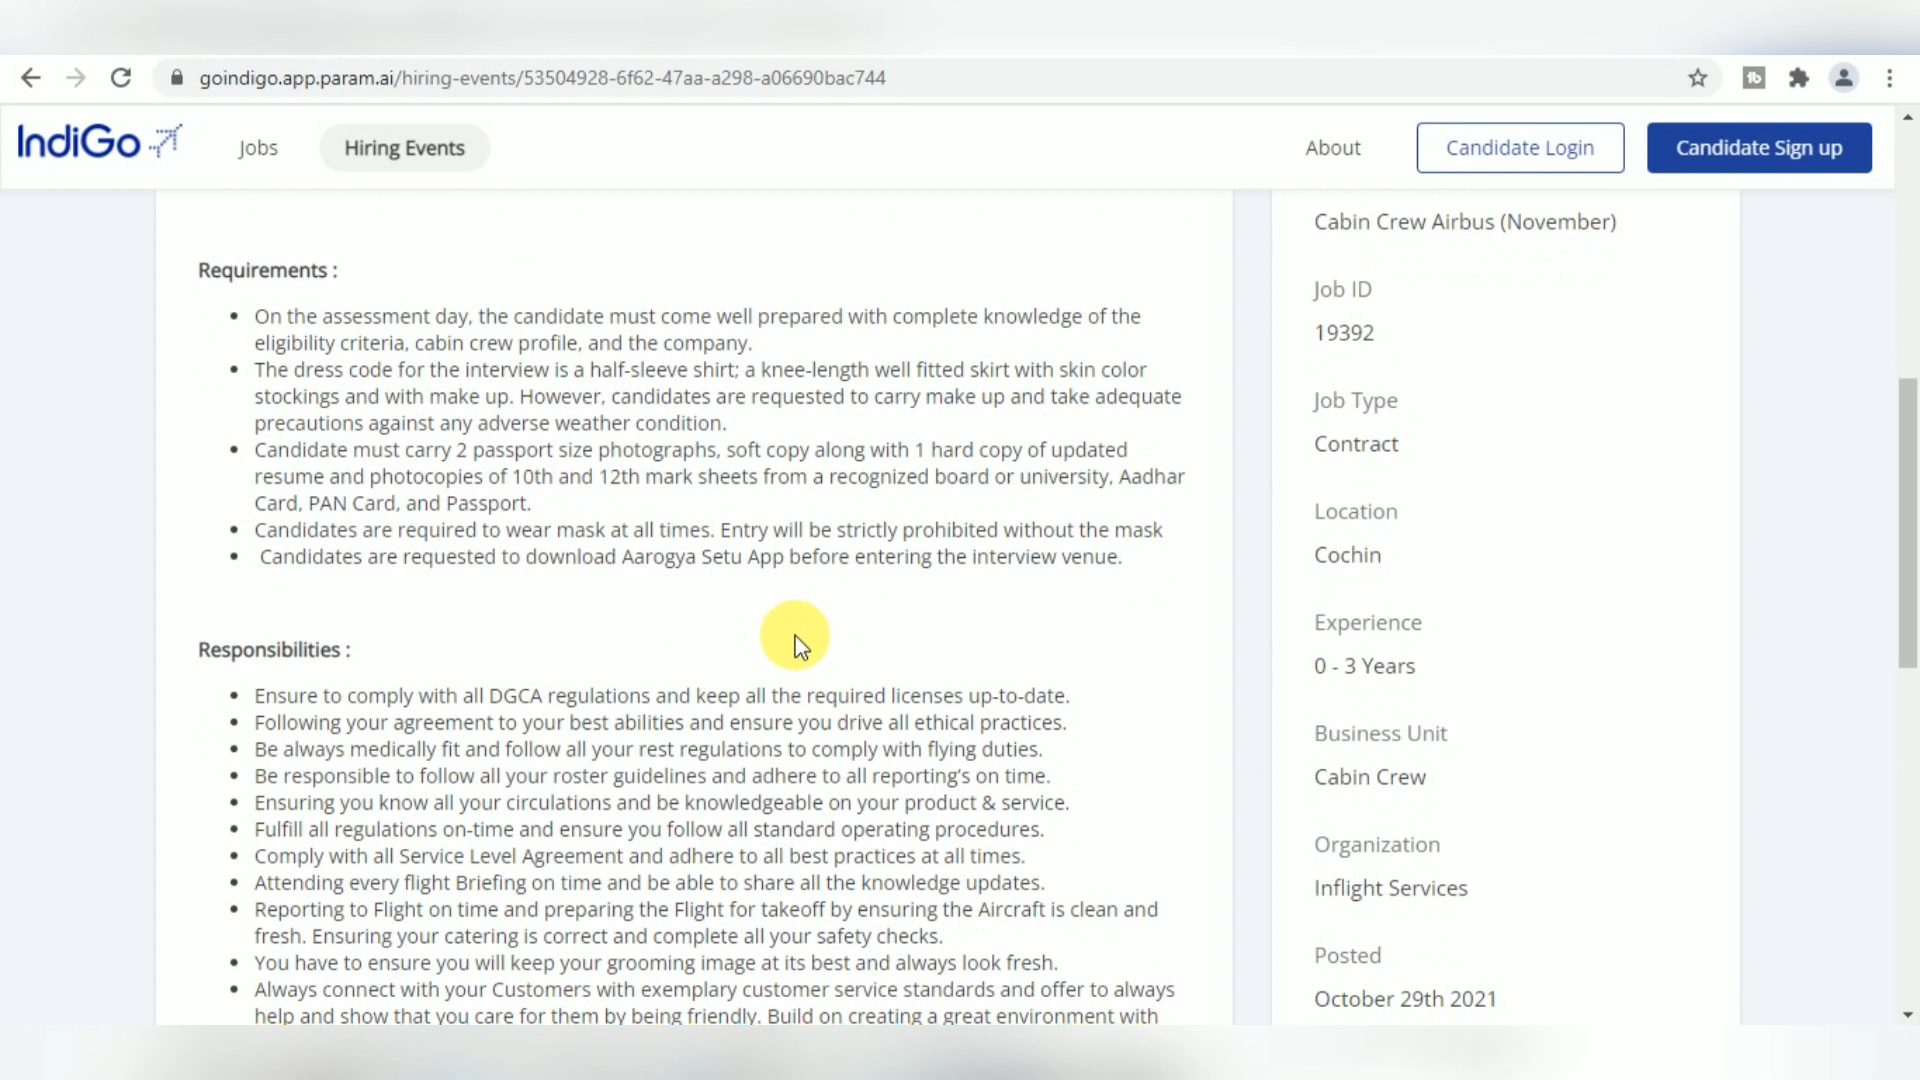 goindigo.app.param.ai/hiring-events/53504928-6f62-47aa-a298-a06690bac744
IndiGo
Jobs
Hiring Events
About
Candidate Login
Candidate Sign up
Requirements :
• On the assessment day, the candidate must come well prepared with complete knowledge of the
eligibility criteria, cabin crew profile, and the company.
• The dress code for the interview is a half-sleeve shirt; a knee-length well fitted skirt with skin color
stockings and with make up. However, candidates are requested to carry make up and take adequate
precautions against any adverse weather condition.
• Candidate must carry 2 passport size photographs, soft copy along with 1 hard copy of updated
resume and photocopies of 10th and 12th mark sheets from a recognized board or university, Aadhar
Card, PAN Card, and Passport.
• Candidates are required to wear mask at all times. Entry will be strictly prohibited without the mask
• Candidates are requested to download Aarogya Setu App before entering the interview venue.
Responsibilities :
• Ensure to comply with all DGCA regulations and keep all the required licenses up-to-date.
• Following your agreement to your best abilities and ensure you drive all ethical practices.
• Be always medically fit and follow all your rest regulations to comply with flying duties.
• Be responsible to follow all your roster guidelines and adhere to all reporting's on time.
• Ensuring you know all your circulations and be knowledgeable on your product & service.
• Fulfill all regulations on-time and ensure you follow all standard operating procedures.
• Comply with all Service Level Agreement and adhere to all best practices at all times.
• Attending every flight Briefing on time and be able to share all the knowledge updates.
• Reporting to Flight on time and preparing the Flight for takeoff by ensuring the Aircraft is clean and
fresh. Ensuring your catering is correct and complete all your safety checks.
• You have to ensure you will keep your grooming image at its best and always look fresh.
• Always connect with your Customers with exemplary customer service standards and offer to always
help and show that you care for them by being friendly. Build on creating a great environment with
Cabin Crew Airbus (November)
Job ID
19392
Job Type
Contract
Location
Cochin
Experience
0 - 3 Years
Business Unit
Cabin Crew
Organization
Inflight Services
Posted
October 29th 2021